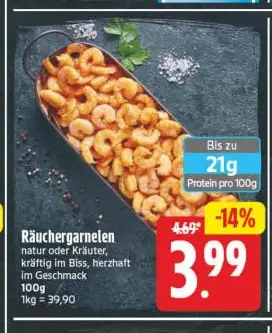 Bis zu
21g
Protein pro 100g
-14%
4.69*
3.99
Räuchergarnelen
natur oder Kräuter,
kräftig im Biss, herzhaft
im Geschmack
100g
1kg = 39,90